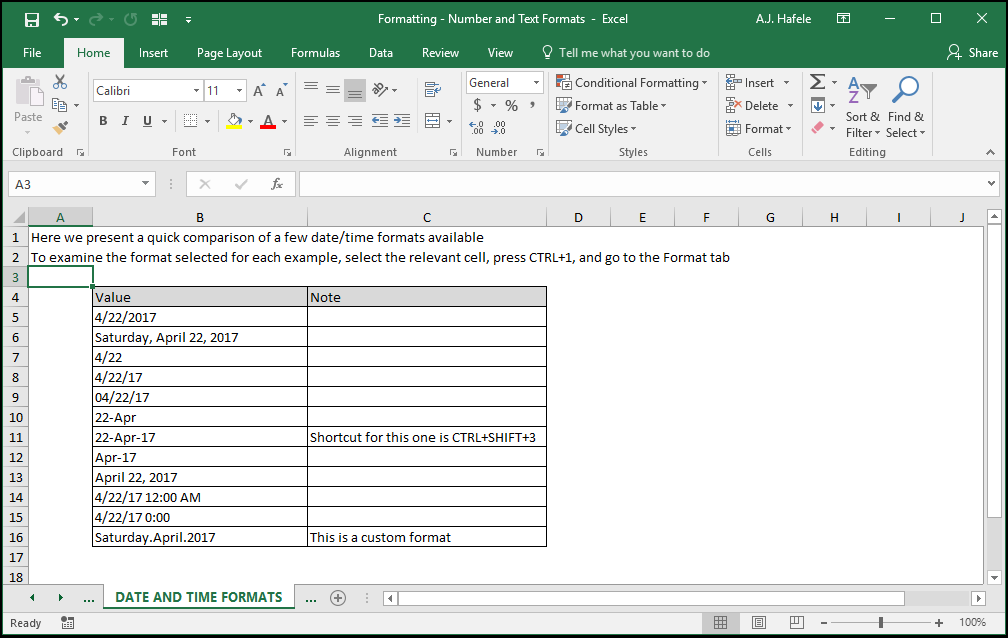 Formatting - Number and Text Formats - Excel
A.J. Hafele
File Home Insert Page Layout Formulas Data Review View Tell me what you want to do Share
Paste
Calibri 11
B I U A A A
General
$ % ,
.0 .00
.00 .0
Conditional Formatting
Format as Table
Cell Styles
Insert
Delete
Format
Σ
A Z
Sort & Filter
Find & Select
Clipboard Font Alignment Number Styles Cells Editing
A3 fx
A B C D E F G H I J
1 Here we present a quick comparison of a few date/time formats available
2 To examine the format selected for each example, select the relevant cell, press CTRL+1, and go to the Format tab
3
4 Value Note
5 4/22/2017
6 Saturday, April 22, 2017
7 4/22
8 4/22/17
9 04/22/17
10 22-Apr
11 22-Apr-17 Shortcut for this one is CTRL+SHIFT+3
12 Apr-17
13 April 22, 2017
14 4/22/17 12:00 AM
15 4/22/17 0:00
16 Saturday.April.2017 This is a custom format
17
18
... DATE AND TIME FORMATS ...
Ready 100%